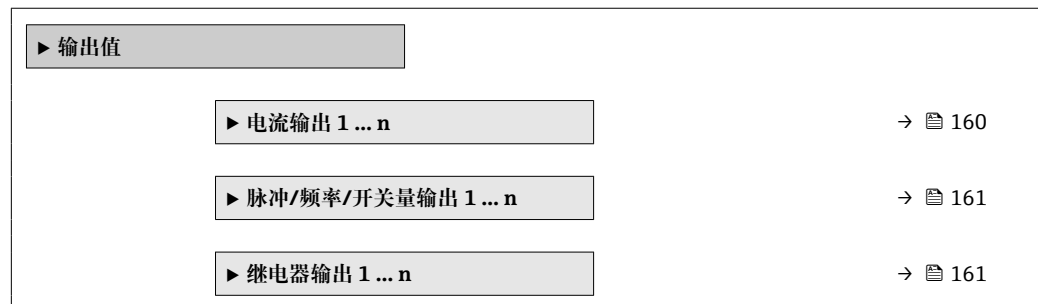 ▶ 输出值
▶ 电流输出 1 ... n → 160
▶ 脉冲/频率/开关量输出 1 ... n → 161
▶ 继电器输出 1 ... n → 161